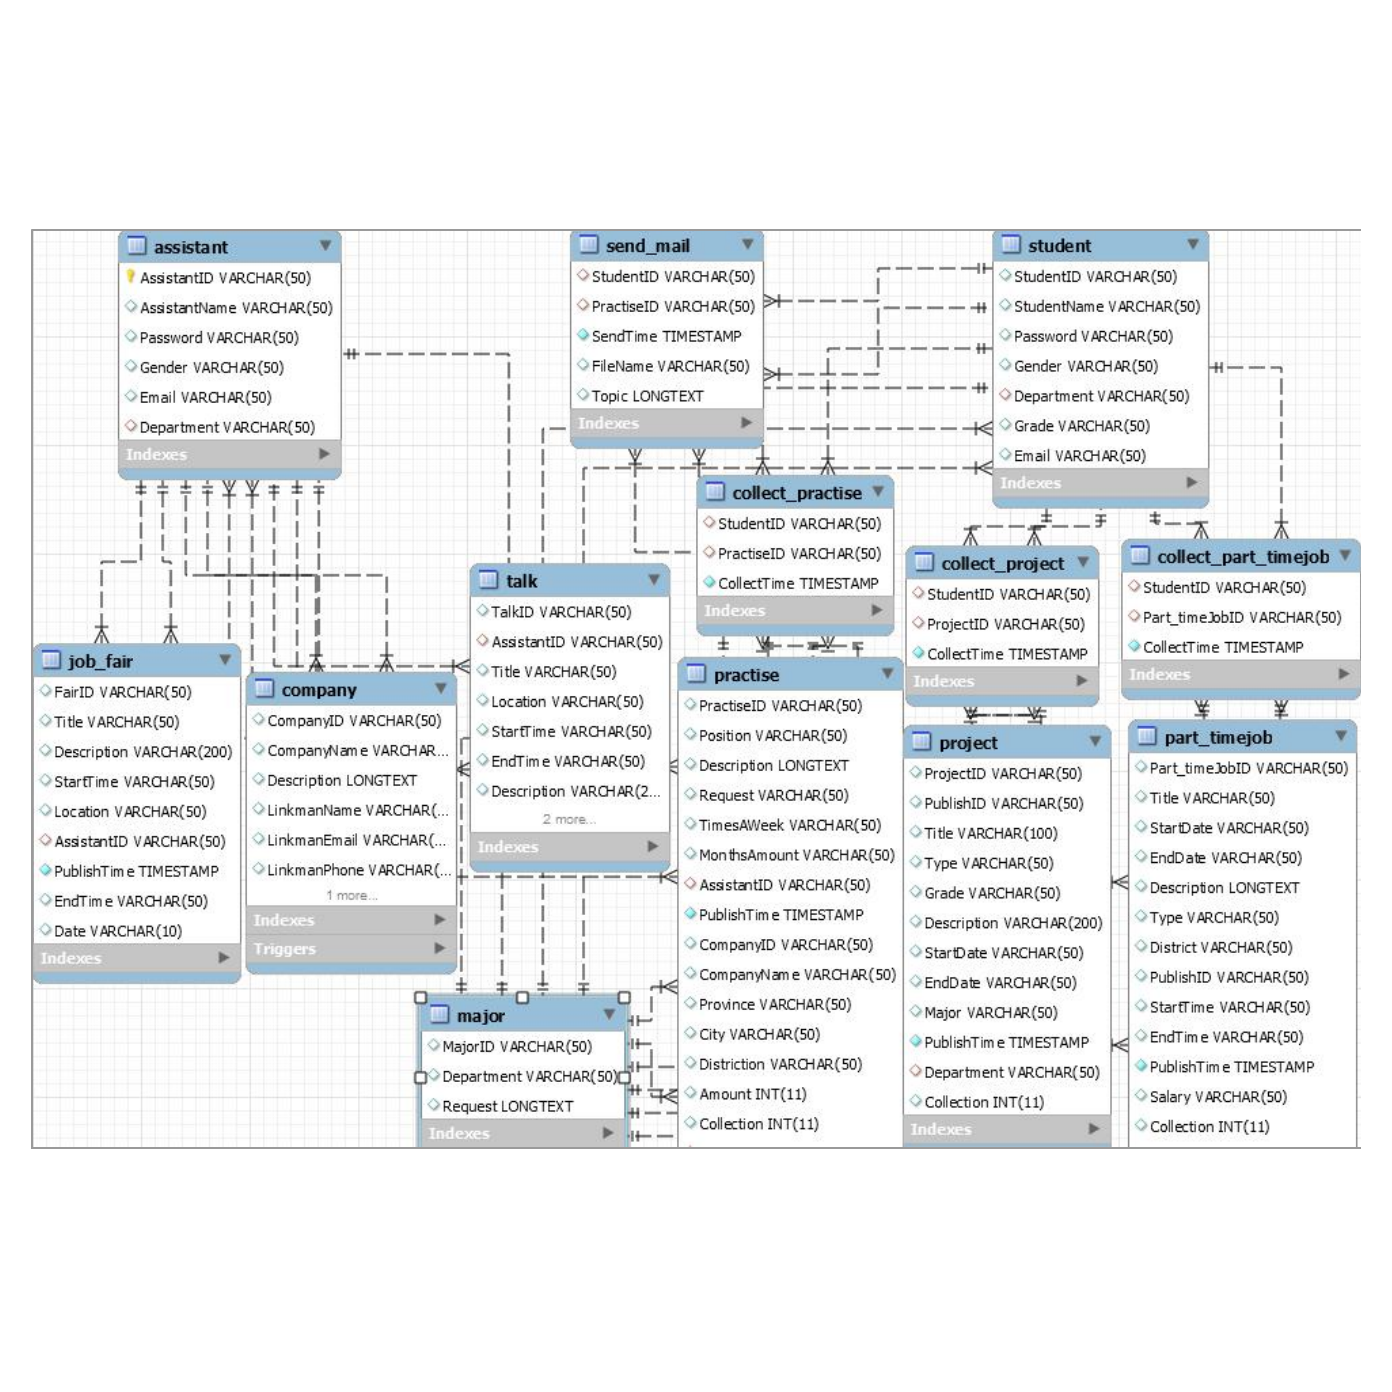 assistant
AssistantID VARCHAR(50)
AssistantName VARCHAR(50)
Password VARCHAR(50)
Gender VARCHAR(50)
Email VARCHAR(50)
Department VARCHAR(50)
Indexes
send_mail
StudentID VARCHAR(50)
PractiseID VARCHAR(50)
SendTime TIMESTAMP
FileName VARCHAR(50)
Topic LONGTEXT
Indexes
student
StudentID VARCHAR(50)
StudentName VARCHAR(50)
Password VARCHAR(50)
Gender VARCHAR(50)
Department VARCHAR(50)
Grade VARCHAR(50)
Email VARCHAR(50)
Indexes
collect_practise
StudentID VARCHAR(50)
PractiseID VARCHAR(50)
CollectTime TIMESTAMP
Indexes
collect_project
StudentID VARCHAR(50)
ProjectID VARCHAR(50)
CollectTime TIMESTAMP
Indexes
collect_part_timejob
StudentID VARCHAR(50)
Part_timeJobID VARCHAR(50)
CollectTime TIMESTAMP
Indexes
job_fair
FairID VARCHAR(50)
Title VARCHAR(50)
Description VARCHAR(200)
StartTime VARCHAR(50)
Location VARCHAR(50)
AssistantID VARCHAR(50)
PublishTime TIMESTAMP
EndTime VARCHAR(50)
Date VARCHAR(10)
Indexes
company
CompanyID VARCHAR(50)
CompanyName VARCHAR...
Description LONGTEXT
LinkmanName VARCHAR(...
LinkmanEmail VARCHAR(...
LinkmanPhone VARCHAR(...
1 more...
Indexes
Triggers
talk
TalkID VARCHAR(50)
AssistantID VARCHAR(50)
Title VARCHAR(50)
Location VARCHAR(50)
StartTime VARCHAR(50)
EndTime VARCHAR(50)
Description VARCHAR(2...
2 more...
Indexes
practise
PractiseID VARCHAR(50)
Position VARCHAR(50)
Description LONGTEXT
Request VARCHAR(50)
TimesAWeek VARCHAR(50)
MonthsAmount VARCHAR(50)
AssistantID VARCHAR(50)
PublishTime TIMESTAMP
CompanyID VARCHAR(50)
CompanyName VARCHAR(50)
Province VARCHAR(50)
City VARCHAR(50)
Distriction VARCHAR(50)
Amount INT(11)
Collection INT(11)
project
ProjectID VARCHAR(50)
PublishID VARCHAR(50)
Title VARCHAR(100)
Type VARCHAR(50)
Grade VARCHAR(50)
Description VARCHAR(200)
StartDate VARCHAR(50)
EndDate VARCHAR(50)
Major VARCHAR(50)
PublishTime TIMESTAMP
Department VARCHAR(50)
Collection INT(11)
Indexes
part_timejob
Part_timeJobID VARCHAR(50)
Title VARCHAR(50)
StartDate VARCHAR(50)
EndDate VARCHAR(50)
Description LONGTEXT
Type VARCHAR(50)
District VARCHAR(50)
PublishID VARCHAR(50)
StartTime VARCHAR(50)
EndTime VARCHAR(50)
PublishTime TIMESTAMP
Salary VARCHAR(50)
Collection INT(11)
major
MajorID VARCHAR(50)
Department VARCHAR(50)
Request LONGTEXT
Indexes